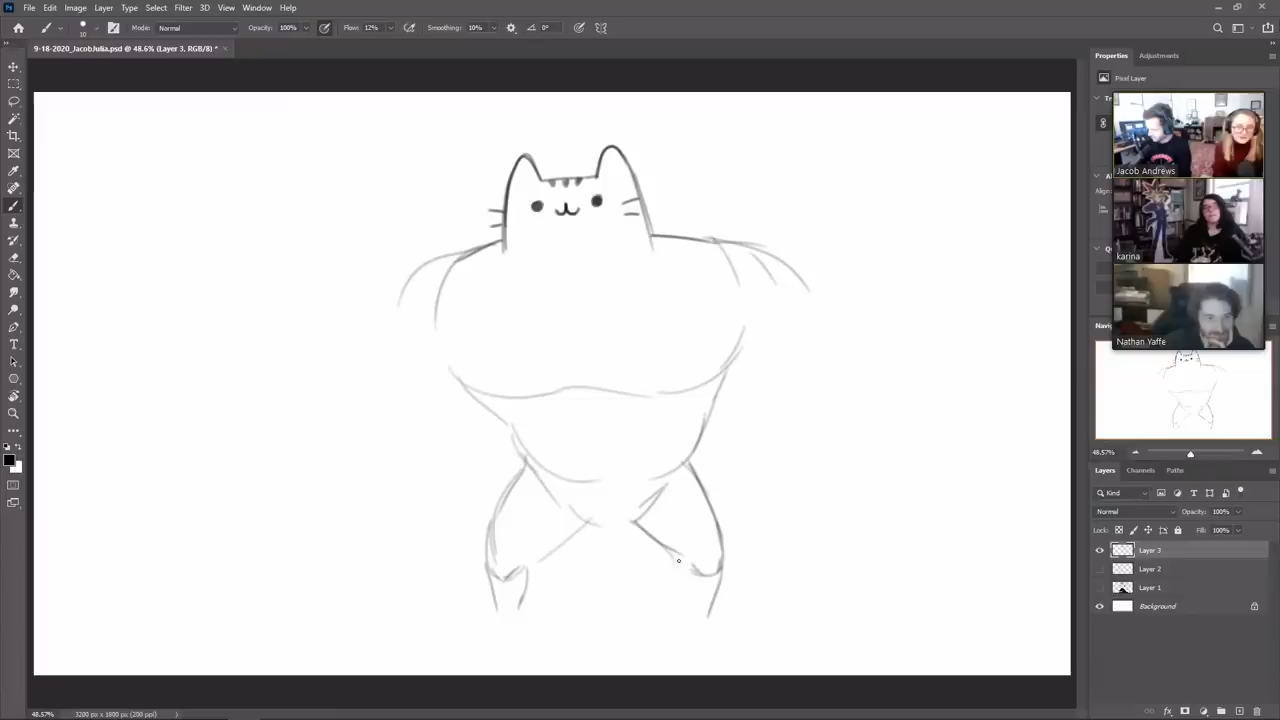 File Edit Image Layer Type Select Filter 3D View Window Help
10 Mode: Normal Opacity: 100% Flow: 12% Smoothing: 10% 0°
9-18-2020_JacobJulia.psd @ 48.6% (Layer 3, RGB/8) *
Properties Adjustments
Pixel Layer
Jacob Andrews
karina
Nathan Yaffe
48.57%
Layers Channels Paths
Kind
Normal Opacity: 100%
Lock: Fill: 100%
Layer 3
Layer 2
Layer 1
Background
48.57% 3200 px x 1800 px (200 ppi)